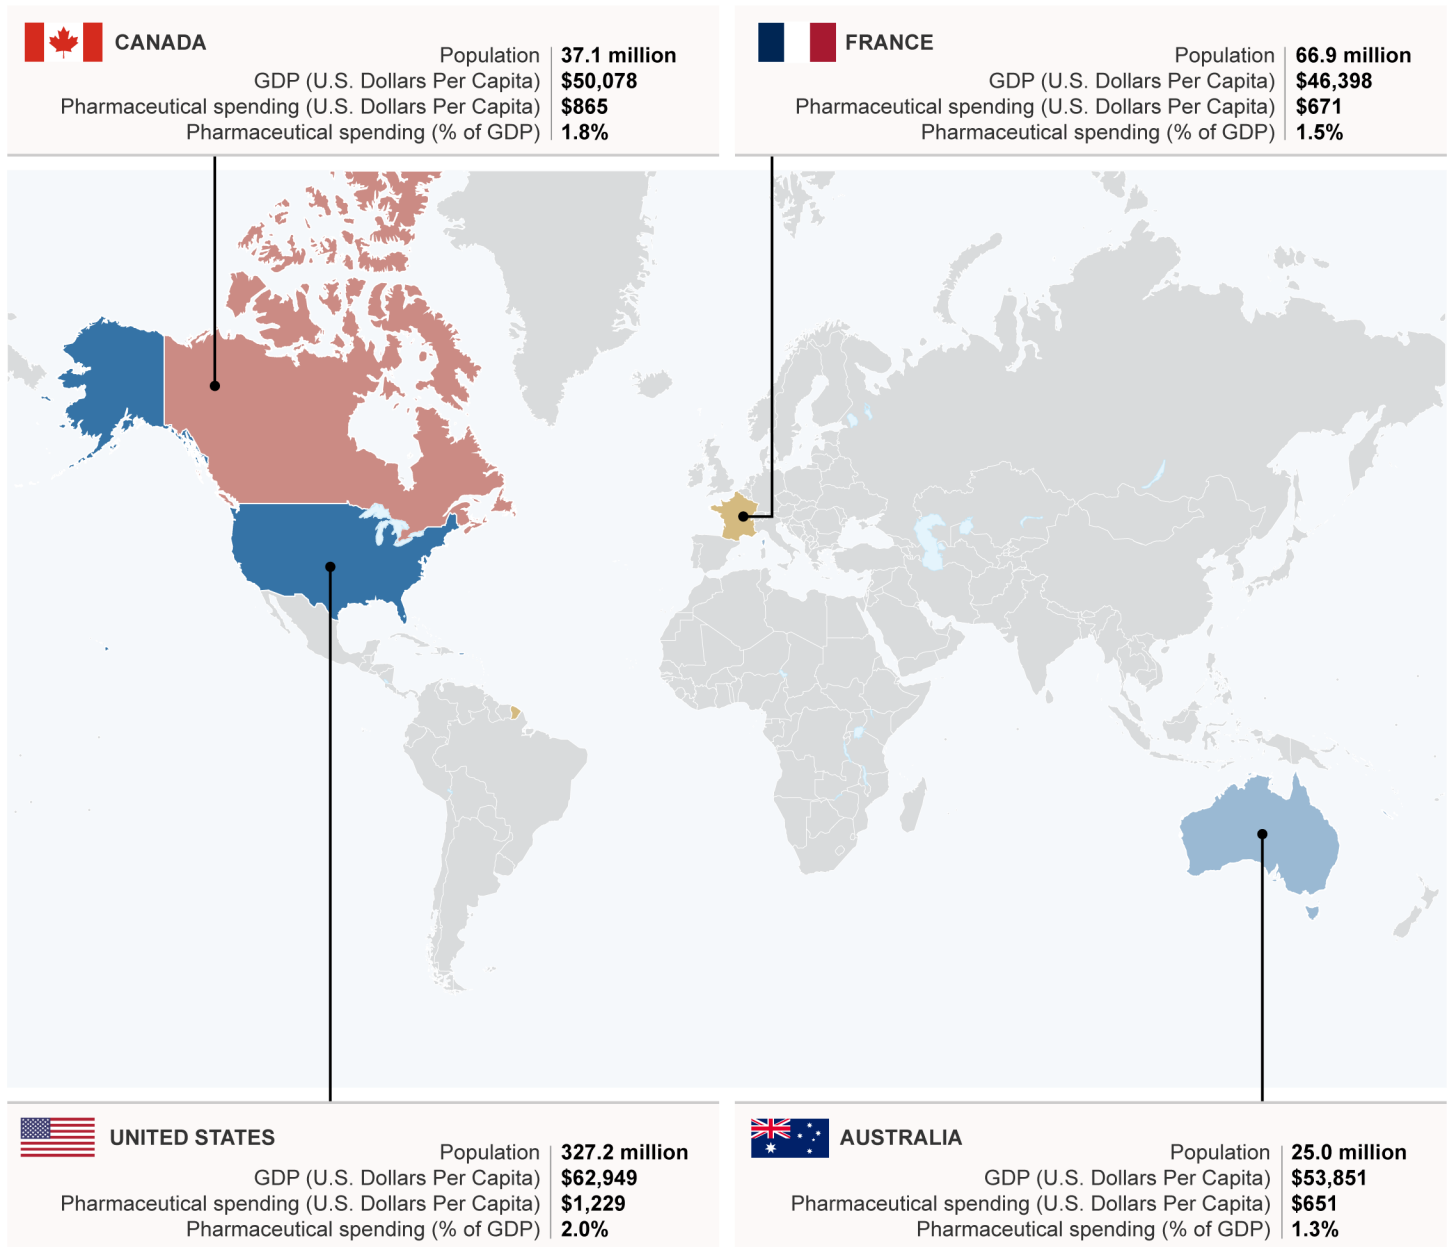 CANADA
Population 37.1 million
GDP (U.S. Dollars Per Capita) $50,078
Pharmaceutical spending (U.S. Dollars Per Capita) $865
Pharmaceutical spending (% of GDP) 1.8%
FRANCE
Population 66.9 million
GDP (U.S. Dollars Per Capita) $46,398
Pharmaceutical spending (U.S. Dollars Per Capita) $671
Pharmaceutical spending (% of GDP) 1.5%
UNITED STATES
Population 327.2 million
GDP (U.S. Dollars Per Capita) $62,949
Pharmaceutical spending (U.S. Dollars Per Capita) $1,229
Pharmaceutical spending (% of GDP) 2.0%
AUSTRALIA
Population 25.0 million
GDP (U.S. Dollars Per Capita) $53,851
Pharmaceutical spending (U.S. Dollars Per Capita) $651
Pharmaceutical spending (% of GDP) 1.3%